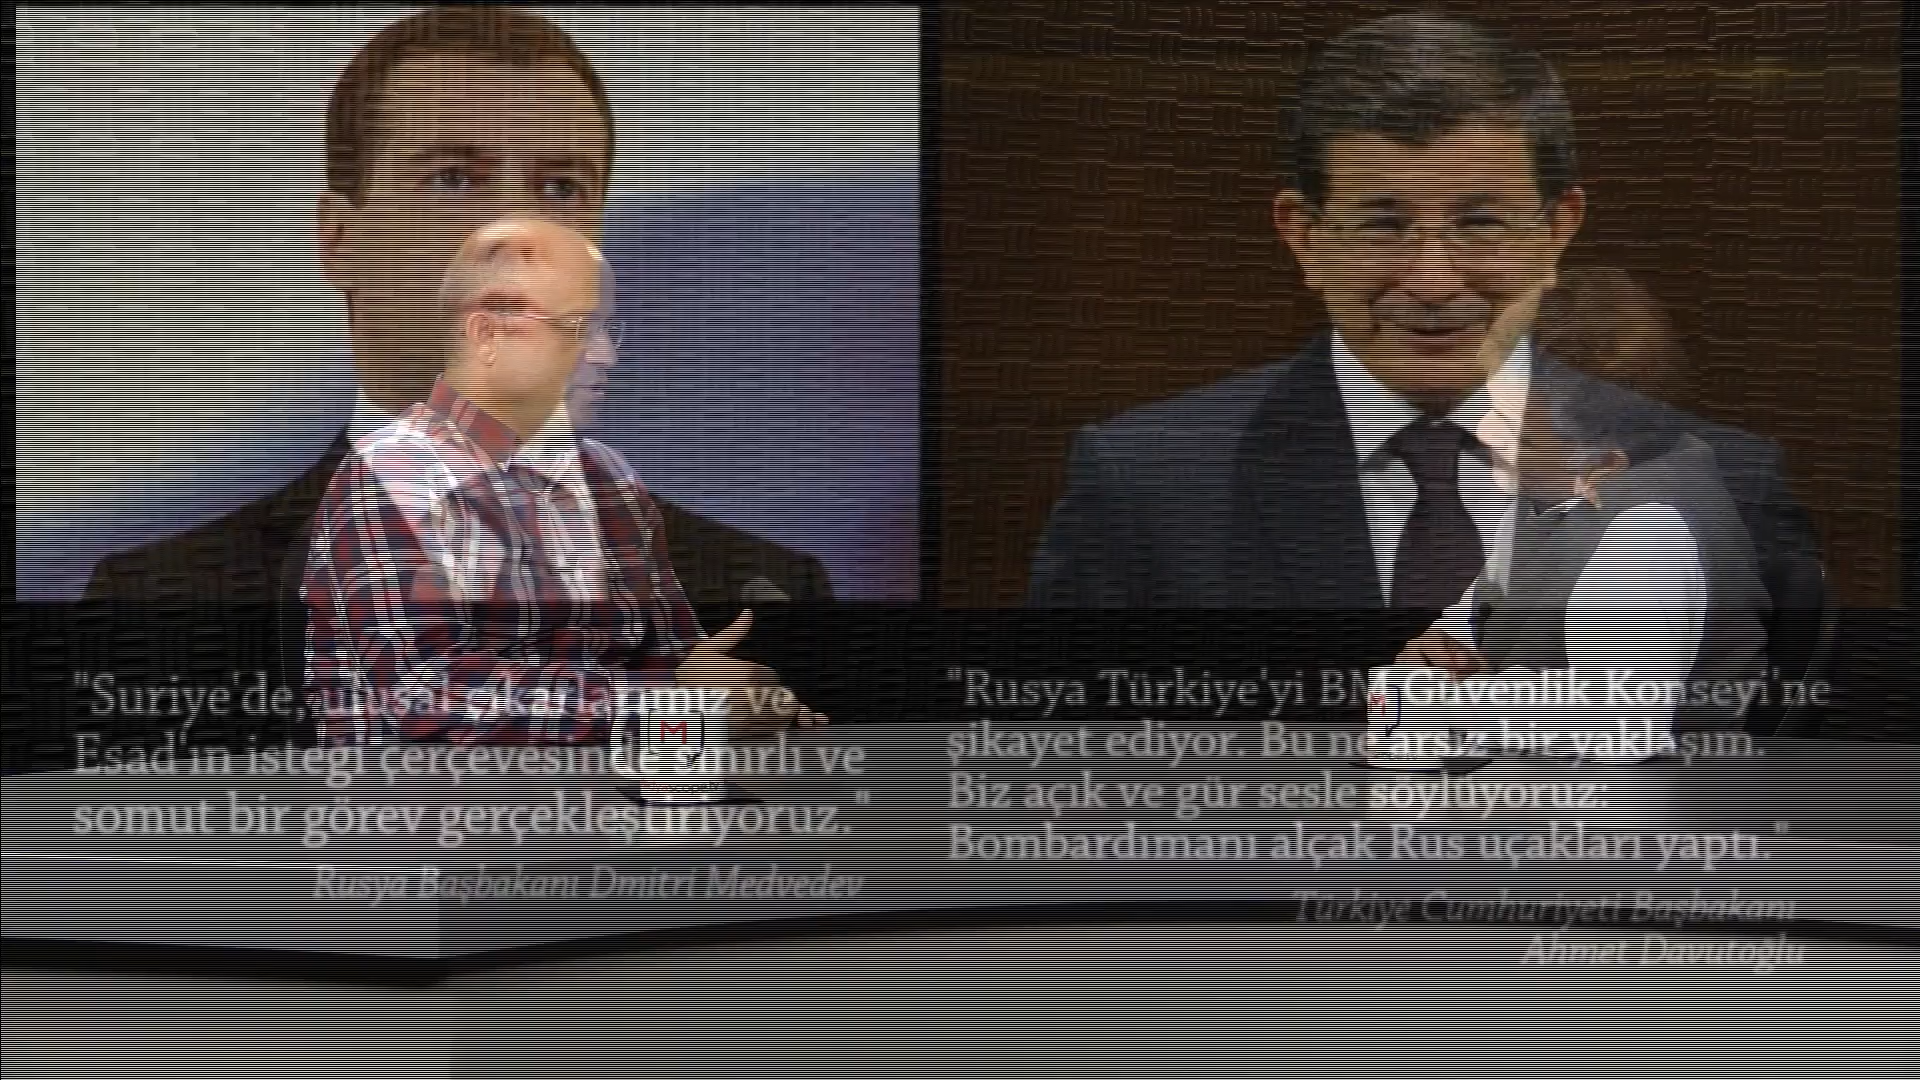 "Suriye'de, ulusal çıkarlarımız ve
Esad'ın isteği çerçevesinde sınırlı ve
somut bir görev gerçekleştiriyoruz."
Rusya Başbakanı Dmitri Medvedev
"Rusya Türkiye'yi BM Güvenlik Konseyi'ne
şikayet ediyor. Bu ne arsız bir yaklaşım.
Biz açık ve gür sesle söylüyoruz:
Bombardımanı alçak Rus uçakları yaptı."
Türkiye Cumhuriyeti Başbakanı
Ahmet Davutoğlu
M